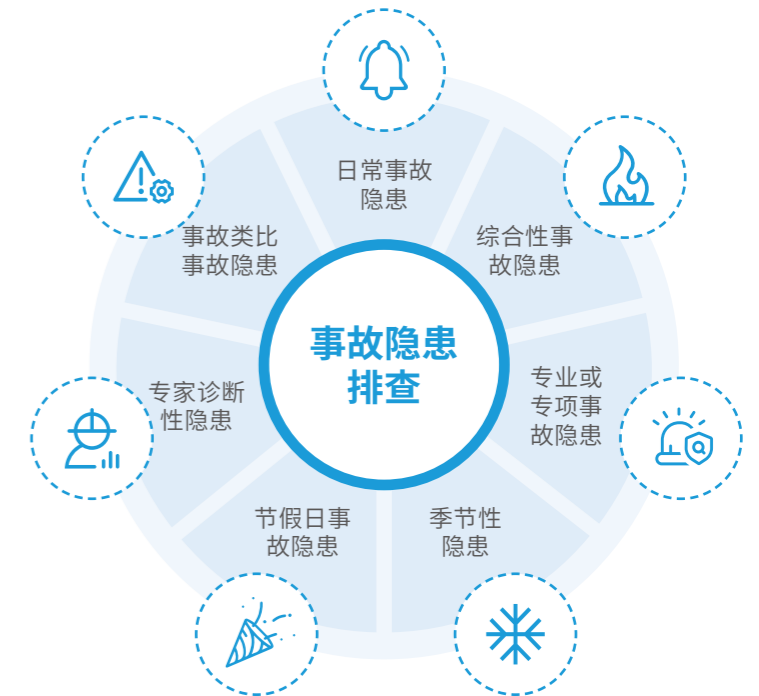 日常事故
隐患
综合性事
故隐患
专业或
专项事
故隐患
季节性
隐患
节假日事
故隐患
专家诊断
性隐患
事故类比
事故隐患
事故隐患
排查